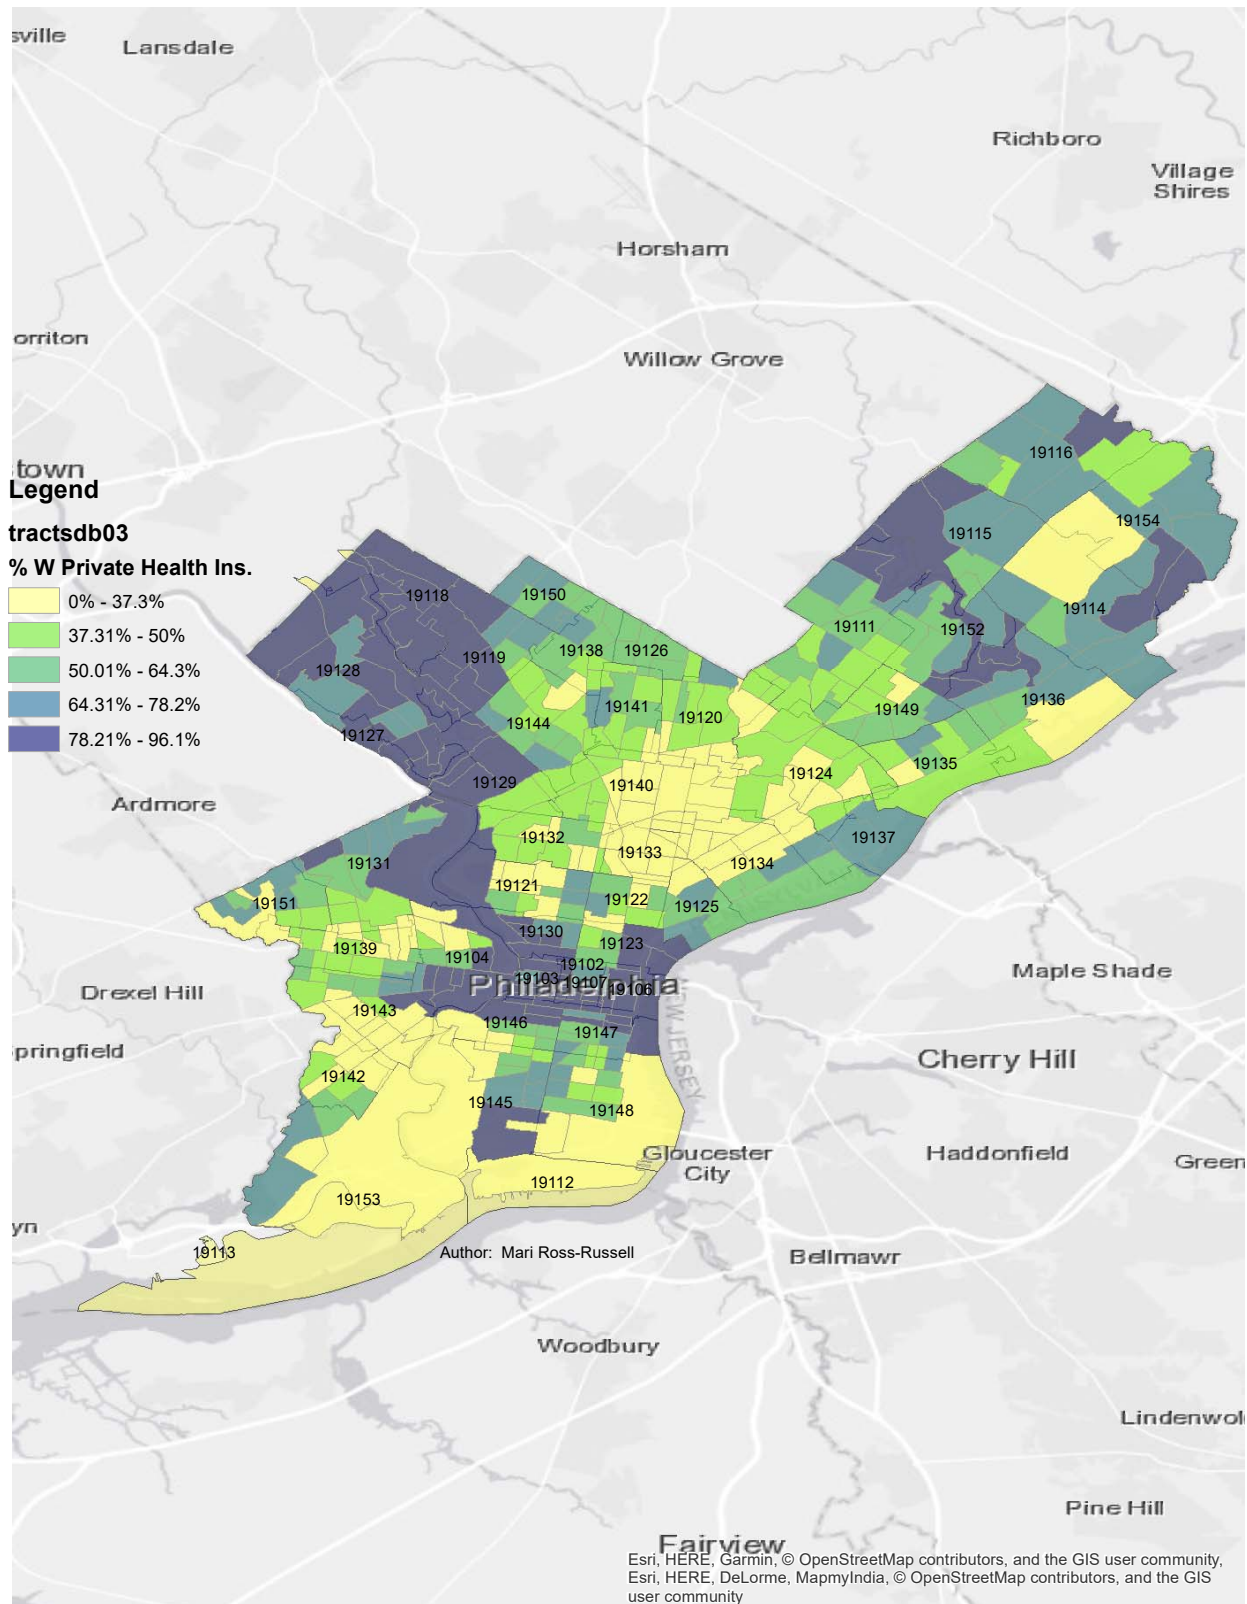 sville
Lansdale
Richboro
Village
Shires
Horsham
orriton
Willow Grove
town
Legend
tractsdb03
% W Private Health Ins.
0% - 37.3%
37.31% - 50%
50.01% - 64.3%
64.31% - 78.2%
78.21% - 96.1%
19116
19154
19115
19118
19150
19114
19111
19152
19119
19138
19126
19128
19136
19141
19149
19144
19120
19127
19135
19124
19129
19140
Ardmore
19132
19137
19133
19131
19134
19121
19122
19151
19125
19130
19123
19139
19104
19102
19103
19107
Philadelphia
19106
Maple Shade
Drexel Hill
19143
19146
19147
NEW JERSEY
pringfield
Cherry Hill
19142
19145
19148
Gloucester
City
Haddonfield
Green
19112
19153
yn
19113
Author:  Mari Ross-Russell
Bellmawr
Woodbury
Lindenwol
Pine Hill
Fairview
Esri, HERE, Garmin, © OpenStreetMap contributors, and the GIS user community,
Esri, HERE, DeLorme, MapmyIndia, © OpenStreetMap contributors, and the GIS
user community